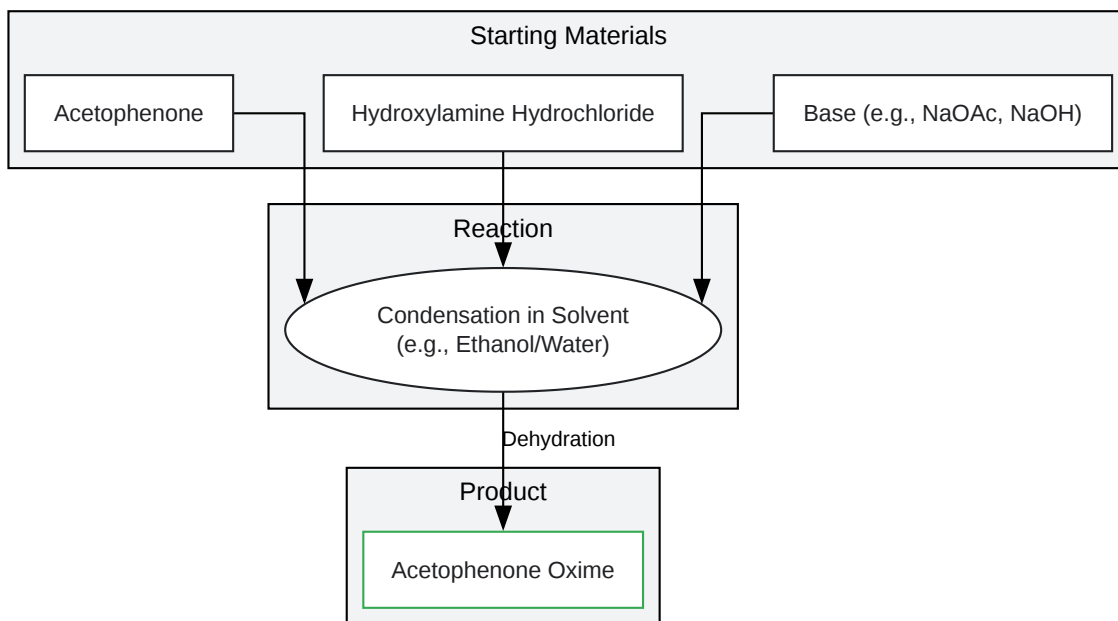 Starting Materials
Acetophenone
Hydroxylamine Hydrochloride
Base (e.g., NaOAc, NaOH)
Reaction
Condensation in Solvent
(e.g., Ethanol/Water)
Dehydration
Product
Acetophenone Oxime